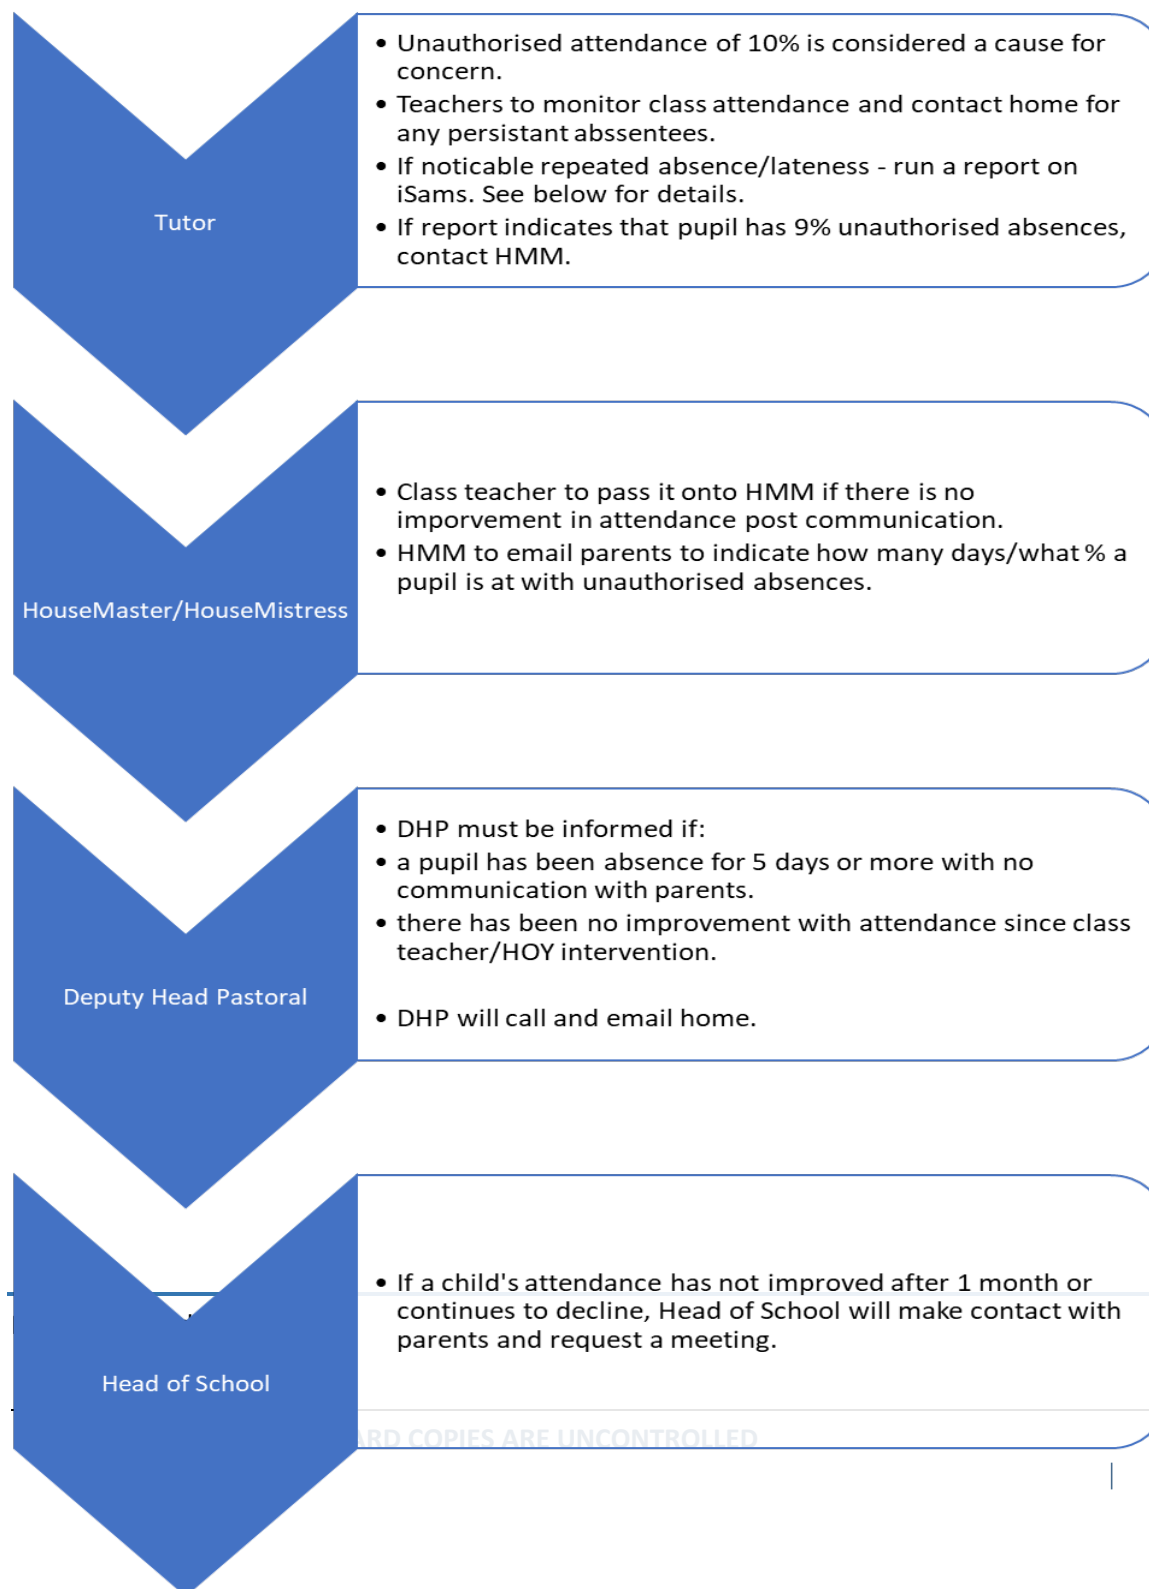 • Unauthorised attendance of 10% is considered a cause for
concern.
• Teachers to monitor class attendance and contact home for
any persistant abssentees.
• If noticable repeated absence/lateness - run a report on
iSams. See below for details.
• If report indicates that pupil has 9% unauthorised absences,
contact HMM.
Tutor
• Class teacher to pass it onto HMM if there is no
imporvement in attendance post communication.
• HMM to email parents to indicate how many days/what % a
pupil is at with unauthorised absences.
HouseMaster/HouseMistress
• DHP must be informed if:
• a pupil has been absence for 5 days or more with no
communication with parents.
• there has been no improvement with attendance since class
teacher/HOY intervention.
• DHP will call and email home.
Deputy Head Pastoral
• If a child's attendance has not improved after 1 month or
continues to decline, Head of School will make contact with
parents and request a meeting.
Head of School
COPIES ARE UNCONTROLLED